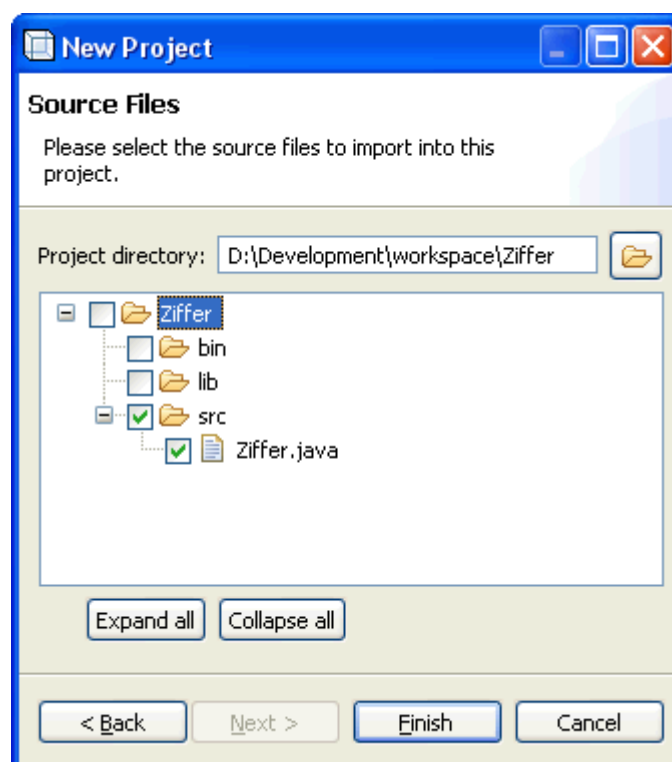 New Project
Source Files
Please select the source files to import into this
project.
Project directory: D:\Development\workspace\Ziffer
Ziffer
bin
lib
src
Ziffer.java
Expand all Collapse all
< Back Next > Finish Cancel